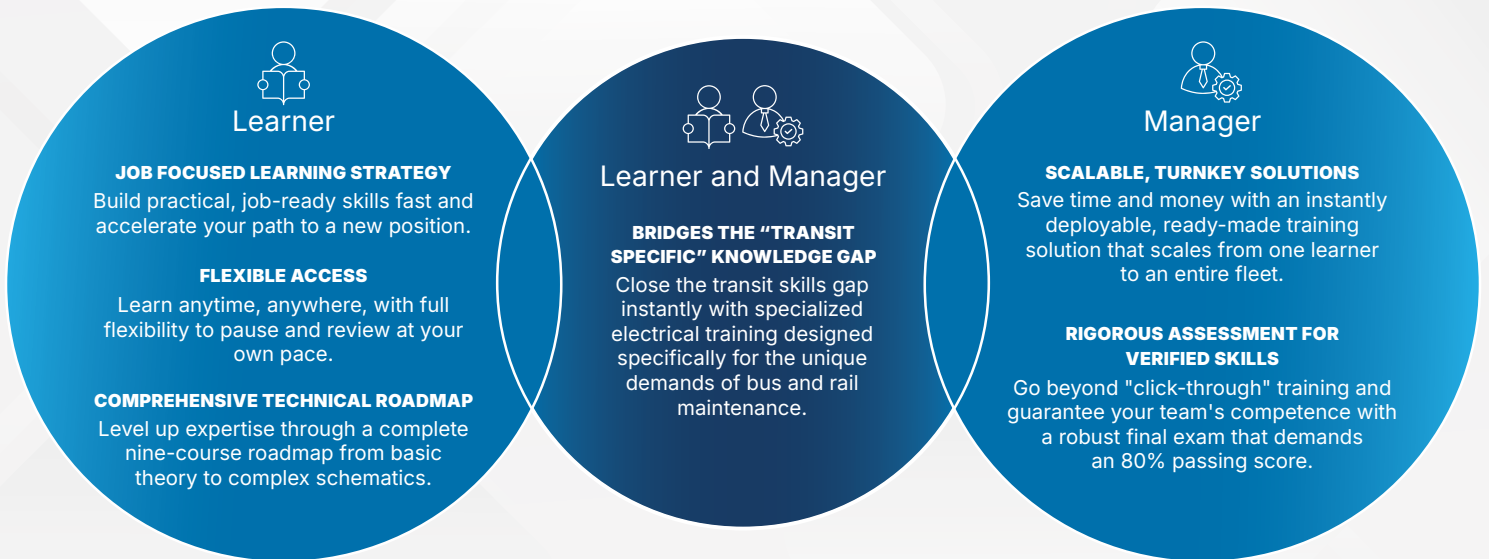 Learner
JOB FOCUSED LEARNING STRATEGY
Build practical, job-ready skills fast and
accelerate your path to a new position.
FLEXIBLE ACCESS
Learn anytime, anywhere, with full
flexibility to pause and review at your
own pace.
COMPREHENSIVE TECHNICAL ROADMAP
Level up expertise through a complete
nine-course roadmap from basic
theory to complex schematics.
Learner and Manager
BRIDGES THE “TRANSIT
SPECIFIC” KNOWLEDGE GAP
Close the transit skills gap
instantly with specialized
electrical training designed
specifically for the unique
demands of bus and rail
maintenance.
Manager
SCALABLE, TURNKEY SOLUTIONS
Save time and money with an instantly
deployable, ready-made training
solution that scales from one learner
to an entire fleet.
RIGOROUS ASSESSMENT FOR
VERIFIED SKILLS
Go beyond "click-through" training and
guarantee your team's competence with
a robust final exam that demands
an 80% passing score.